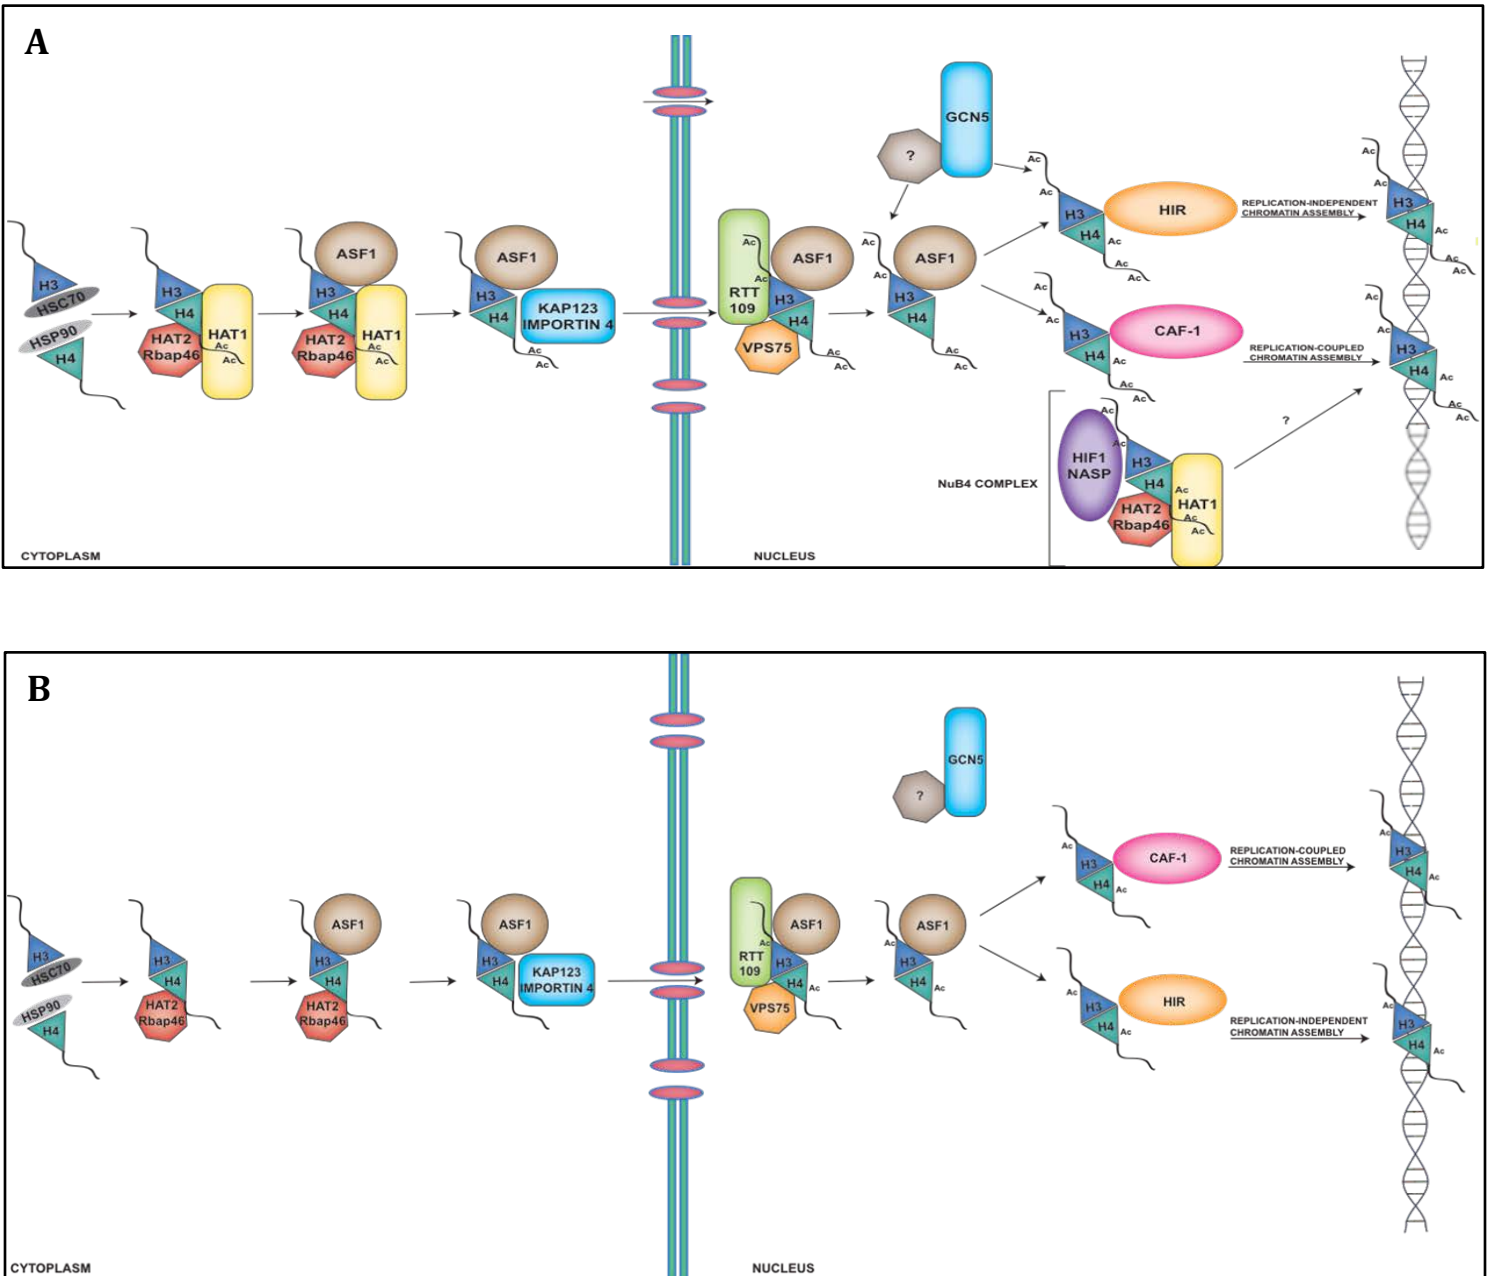 A
GCN5
?
Ac
Ac
H3
H4
Ac
Ac
HIR
REPLICATION-INDEPENDENT
CHROMATIN ASSEMBLY
Ac
Ac
H3
H4
Ac
Ac
Ac
H3
HSC70
HSP90
H4
H3
H4
HAT2
Rbap46
HAT1
Ac
Ac
ASF1
H3
H4
HAT2
Rbap46
HAT1
Ac
Ac
ASF1
H3
H4
KAP123
IMPORTIN 4
Ac
Ac
Ac
Ac
RTT
109
ASF1
H3
H4
VPS75
Ac
Ac
Ac
Ac
ASF1
H3
H4
Ac
Ac
Ac
Ac
H3
H4
Ac
Ac
Ac
CAF-1
REPLICATION-COUPLED
CHROMATIN ASSEMBLY
Ac
Ac
H3
H4
Ac
Ac
Ac
NuB4 COMPLEX
Ac
Ac
HIF1
NASP
H3
H4
HAT2
Rbap46
Ac
HAT1
Ac
Ac
?
CYTOPLASM
NUCLEUS
B
GCN5
?
H3
HSC70
HSP90
H4
H3
H4
HAT2
Rbap46
ASF1
H3
H4
HAT2
Rbap46
ASF1
H3
H4
KAP123
IMPORTIN 4
Ac
RTT
109
ASF1
H3
H4
VPS75
Ac
Ac
ASF1
H3
H4
Ac
Ac
H3
H4
Ac
CAF-1
REPLICATION-COUPLED
CHROMATIN ASSEMBLY
Ac
H3
H4
Ac
Ac
H3
H4
Ac
HIR
REPLICATION-INDEPENDENT
CHROMATIN ASSEMBLY
Ac
H3
H4
Ac
CYTOPLASM
NUCLEUS